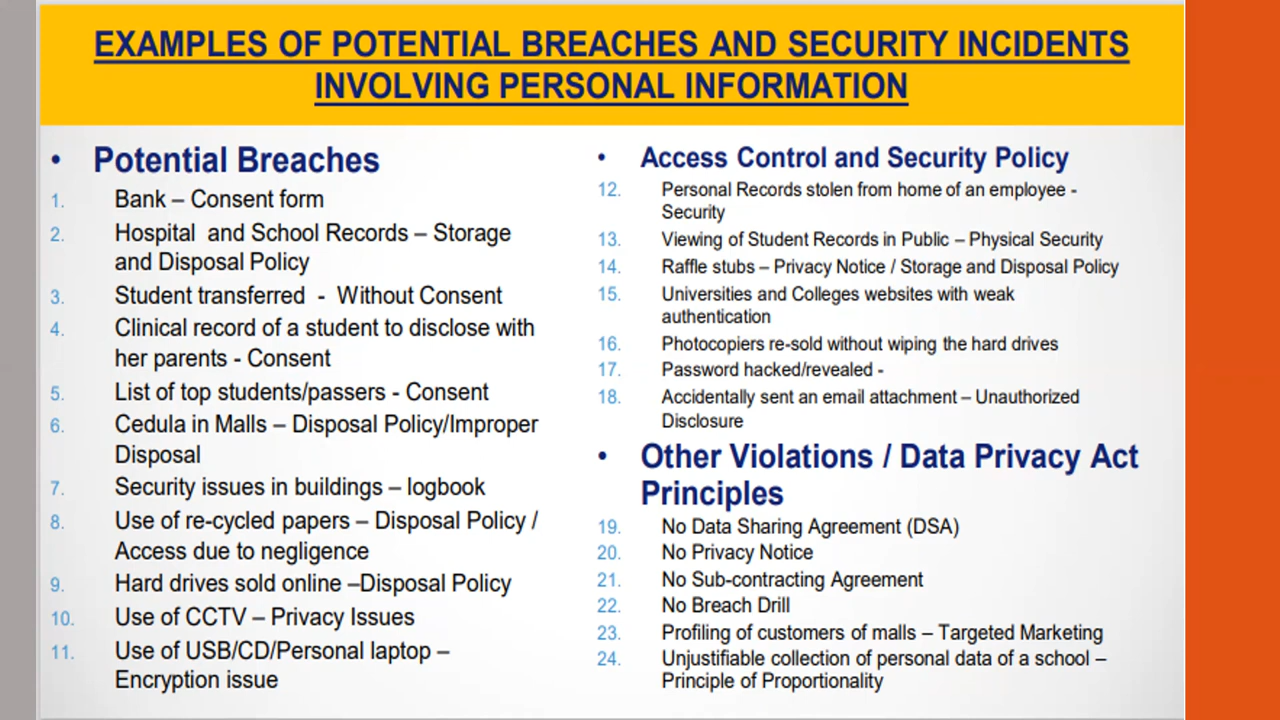 EXAMPLES OF POTENTIAL BREACHES AND SECURITY INCIDENTS
INVOLVING PERSONAL INFORMATION
• Potential Breaches
1. Bank – Consent form
2. Hospital and School Records – Storage
and Disposal Policy
3. Student transferred - Without Consent
4. Clinical record of a student to disclose with
her parents - Consent
5. List of top students/passers - Consent
6. Cedula in Malls – Disposal Policy/Improper
Disposal
7. Security issues in buildings – logbook
8. Use of re-cycled papers – Disposal Policy /
Access due to negligence
9. Hard drives sold online –Disposal Policy
10. Use of CCTV – Privacy Issues
11. Use of USB/CD/Personal laptop –
Encryption issue
• Access Control and Security Policy
12. Personal Records stolen from home of an employee -
Security
13. Viewing of Student Records in Public – Physical Security
14. Raffle stubs – Privacy Notice / Storage and Disposal Policy
15. Universities and Colleges websites with weak
authentication
16. Photocopiers re-sold without wiping the hard drives
17. Password hacked/revealed -
18. Accidentally sent an email attachment – Unauthorized
Disclosure
• Other Violations / Data Privacy Act
Principles
19. No Data Sharing Agreement (DSA)
20. No Privacy Notice
21. No Sub-contracting Agreement
22. No Breach Drill
23. Profiling of customers of malls – Targeted Marketing
24. Unjustifiable collection of personal data of a school –
Principle of Proportionality